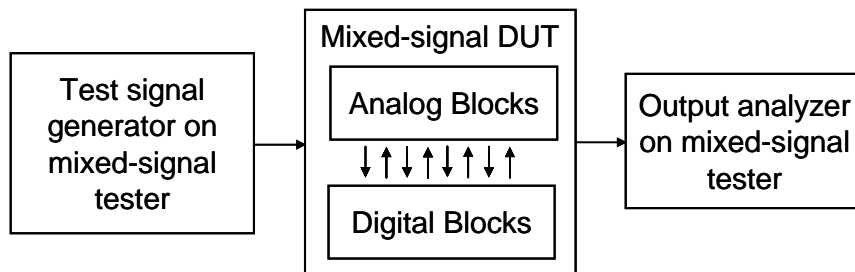 Test signal
generator on
mixed-signal
tester
Mixed-signal DUT
Analog Blocks
Digital Blocks
Output analyzer
on mixed-signal
tester